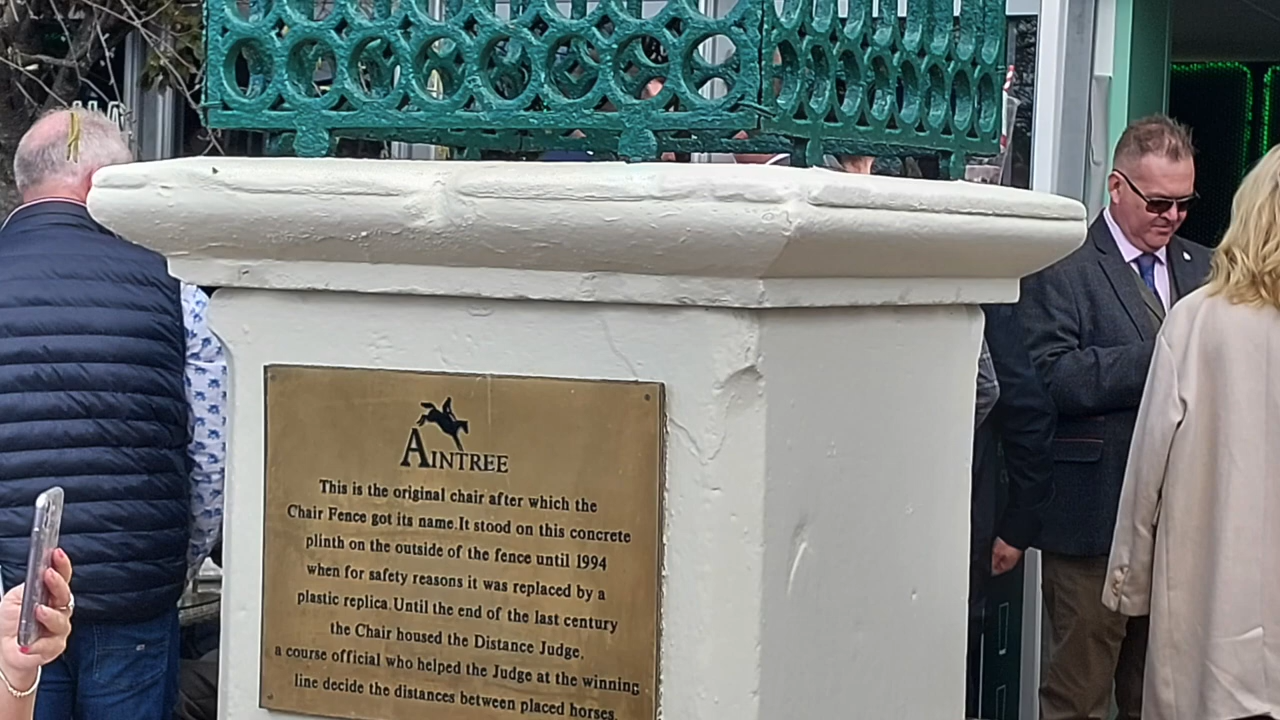 AINTREE
This is the original chair after which the
Chair Fence got its name. It stood on this concrete
plinth on the outside of the fence until 1994
when for safety reasons it was replaced by a
plastic replica. Until the end of the last century
the Chair housed the Distance Judge,
a course official who helped the Judge at the winning
line decide the distances between placed horses.